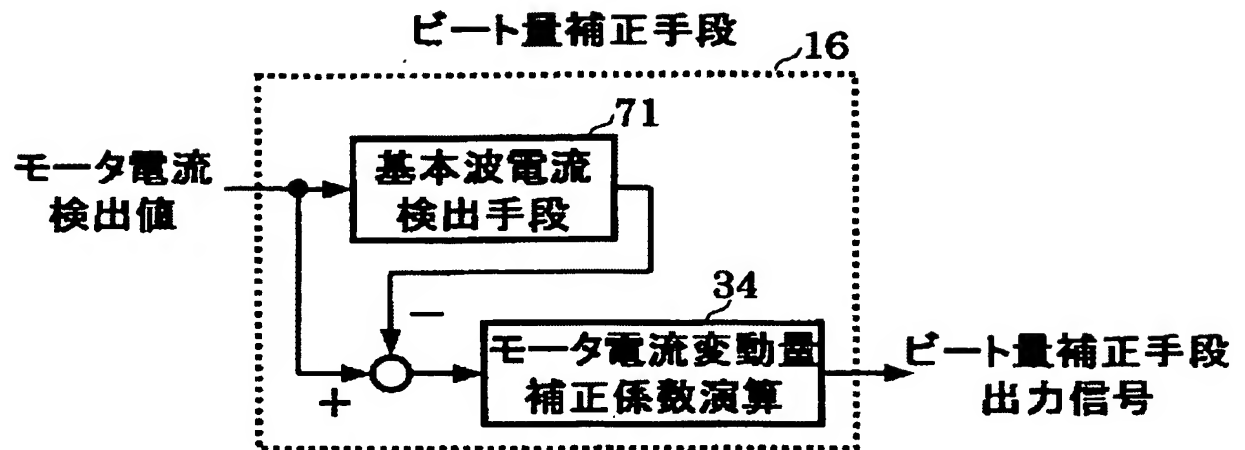 ビート量補正手段
16
71
モータ電流
検出値
基本波電流
検出手段
－
34
モータ電流変動量
補正係数演算
＋
ビート量補正手段
出力信号